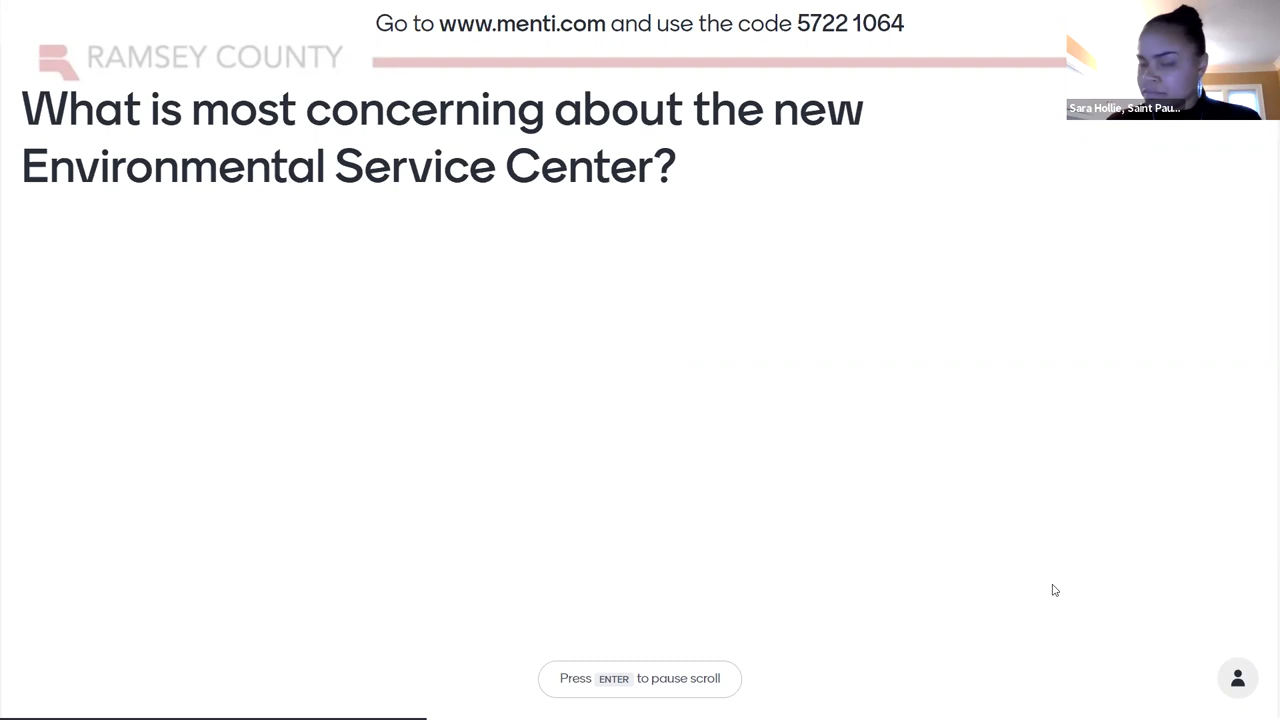 Go to www.menti.com and use the code 5722 1064
RAMSEY COUNTY
Sara Hollie, Saint Pau...
What is most concerning about the new
Environmental Service Center?
Press ENTER to pause scroll